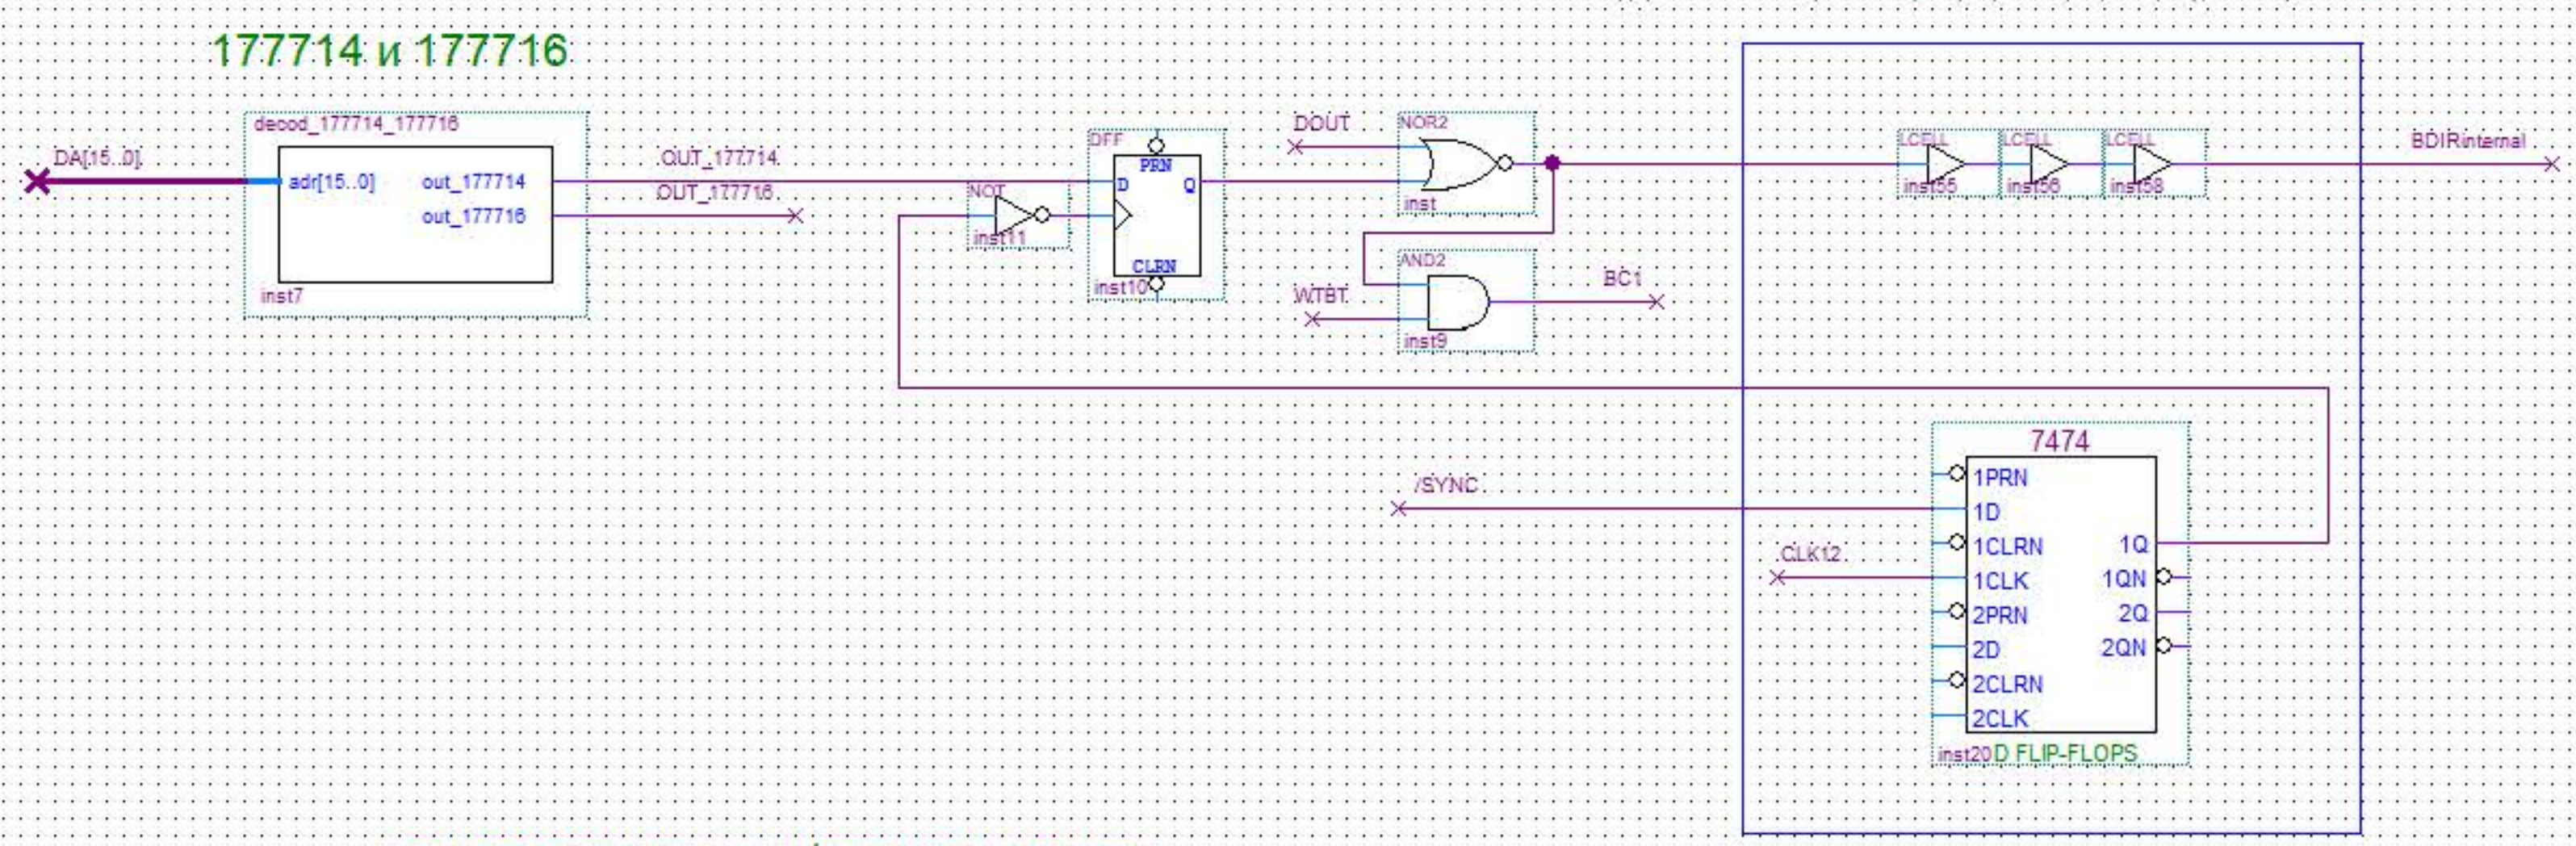 177714 и 177716
decod_177714_177716
DA[15..0]
adr[15..0]
out_177714
out_177716
inst7
OUT_177714
OUT_177716
NOT
inst11
DFF
PRN
D
Q
CLRN
inst10
DOUT
NOR2
inst
AND2
WTBT
inst9
BC1
LCELL
inst55
LCELL
inst56
LCELL
inst58
BDIRinternal
/SYNC
CLK12
7474
1PRN
1D
1CLRN
1CLK
2PRN
2D
2CLRN
2CLK
1Q
1QN
2Q
2QN
inst20
D FLIP-FLOPS